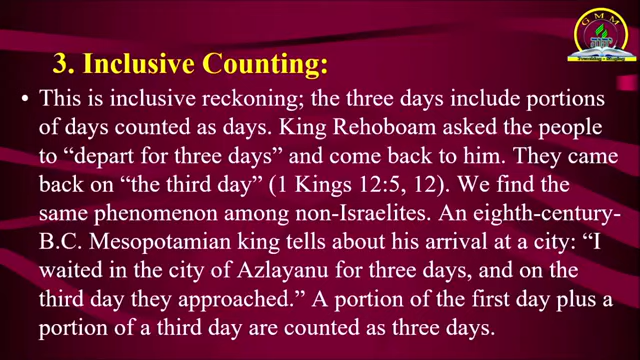 GMM
3. Inclusive Counting:
• This is inclusive reckoning; the three days include portions
of days counted as days. King Rehoboam asked the people
to “depart for three days” and come back to him. They came
back on “the third day” (1 Kings 12:5, 12). We find the
same phenomenon among non-Israelites. An eighth-century-
B.C. Mesopotamian king tells about his arrival at a city: “I
waited in the city of Azlayanu for three days, and on the
third day they approached.” A portion of the first day plus a
portion of a third day are counted as three days.